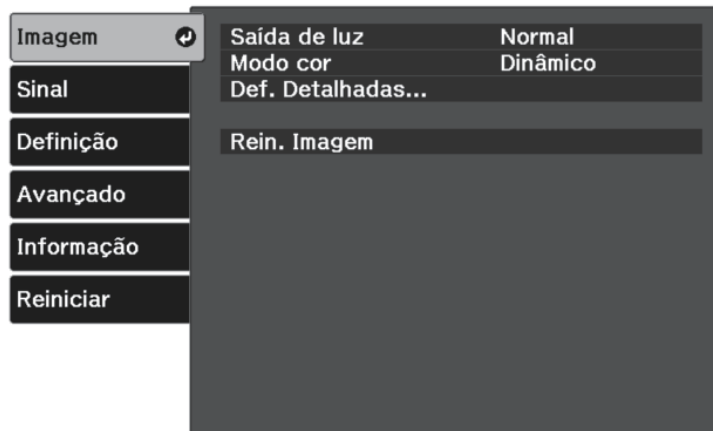 Imagem
Sinal
Definição
Avançado
Informação
Reiniciar
Saída de luz Normal
Modo cor Dinâmico
Def. Detalhadas...
Rein. Imagem